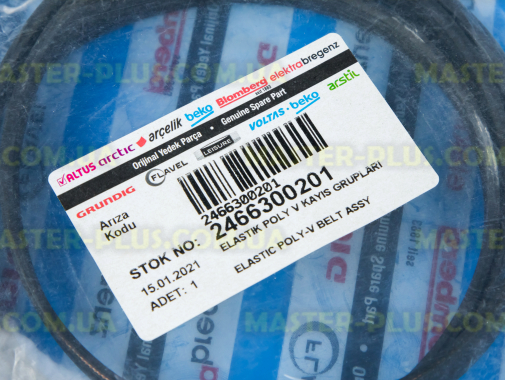 ALTUS arctic arçelik beko Blomberg elektrabregenz
Orijinal Yedek Parça • Genuine Spare Part
GRUNDIG FLAVEL LEISURE VOLTAS·beko arstil
Arıza
Kodu
2466300201
STOK NO: 2466300201
15.01.2021 ELASTIK POLY V KAYIS GRUPLARI
ADET: 1 ELASTIC POLY-V BELT ASSY
MASTER-PLUS.COM.UA